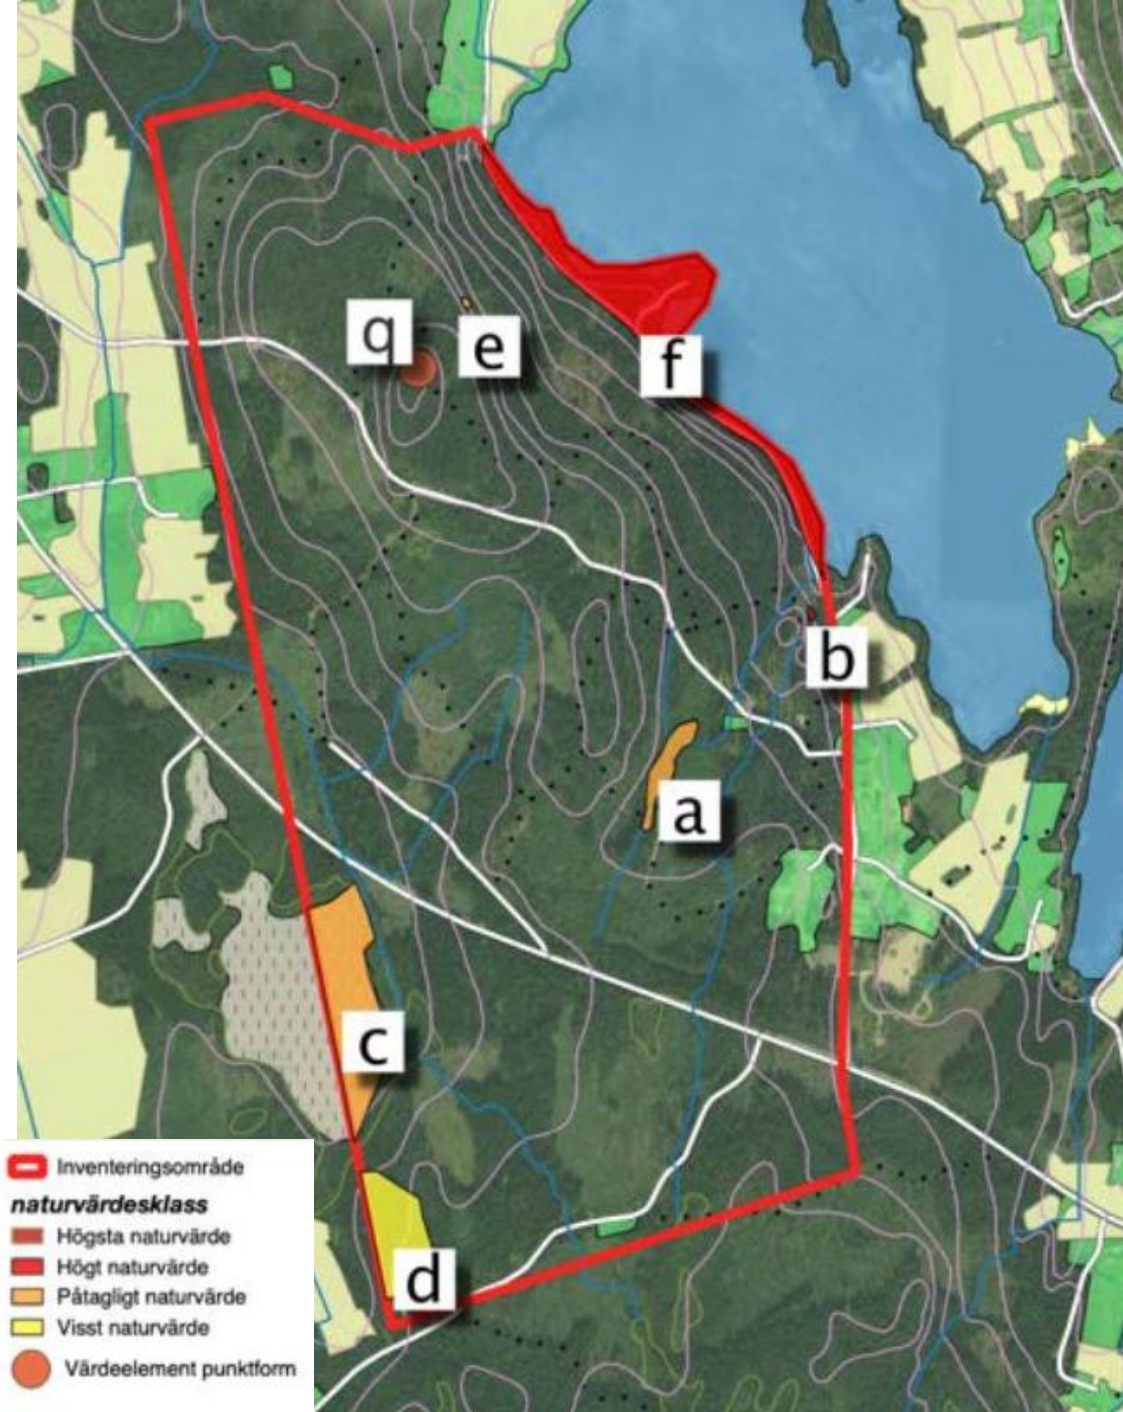 q
e
f
b
a
c
d
Inventeringsområde
naturvärdesklass
Högsta naturvärde
Högt naturvärde
Påtagligt naturvärde
Visst naturvärde
Värdeelement punktform